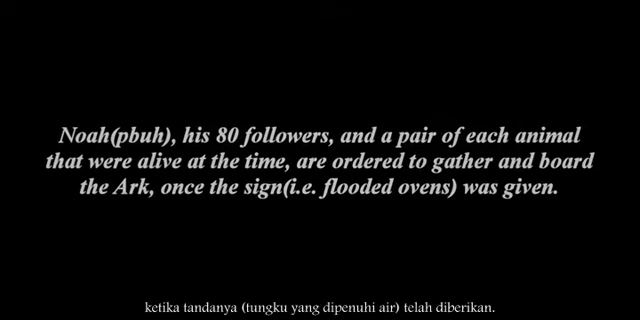 Noah(pbuh), his 80 followers, and a pair of each animal
that were alive at the time, are ordered to gather and board
the Ark, once the sign(i.e. flooded ovens) was given.
ketika tandanya (tungku yang dipenuhi air) telah diberikan.